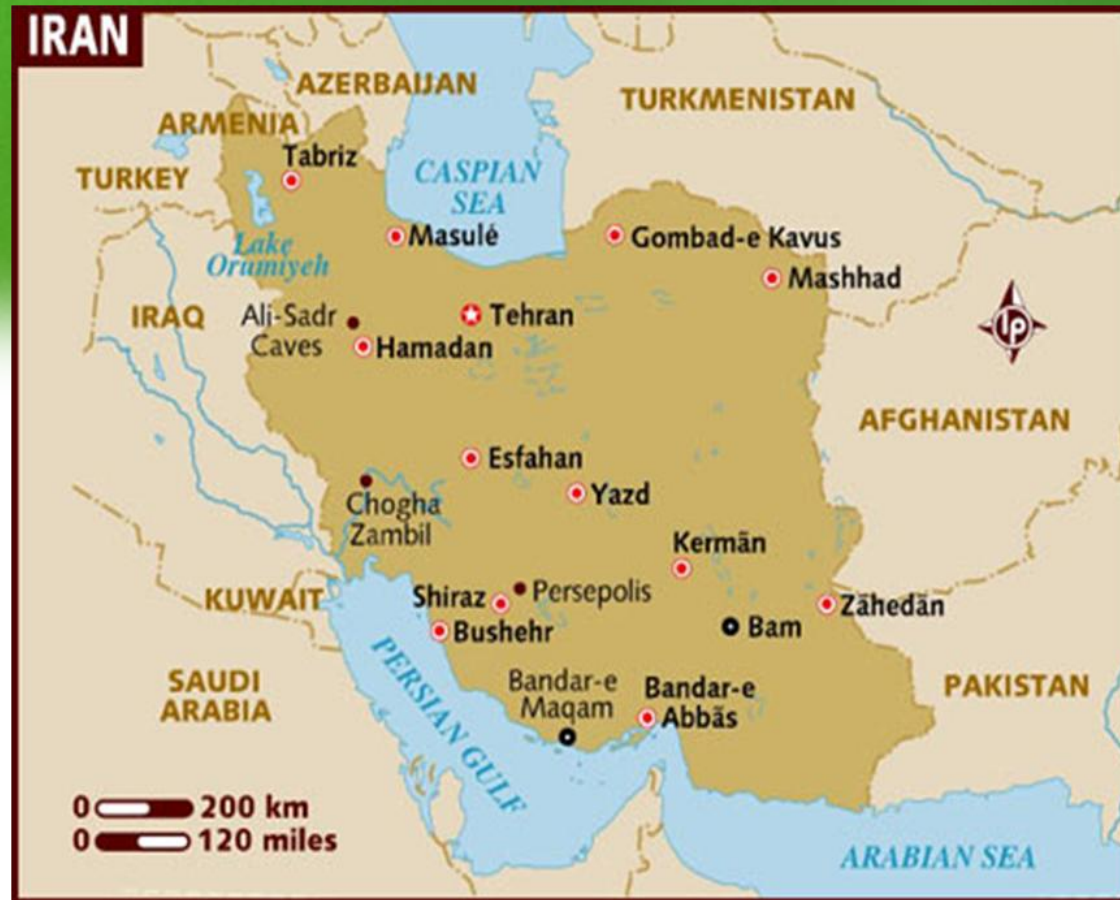 IRAN
AZERBAIJAN
TURKMENISTAN
ARMENIA
Tabriz
TURKEY
CASPIAN
SEA
Masulé
Gombad-e Kavus
Lake
Orumiyeh
Mashhad
IRAQ
Ali-Sadr
Caves
Tehran
lp
Hamadan
AFGHANISTAN
Esfahan
Yazd
Chogha
Zambil
Kermān
KUWAIT
Shiraz
Persepolis
Zāhedān
Bushehr
Bam
SAUDI
ARABIA
PERSIAN GULF
Bandar-e
Maqam
Bandar-e
Abbās
PAKISTAN
0 200 km
0 120 miles
ARABIAN SEA